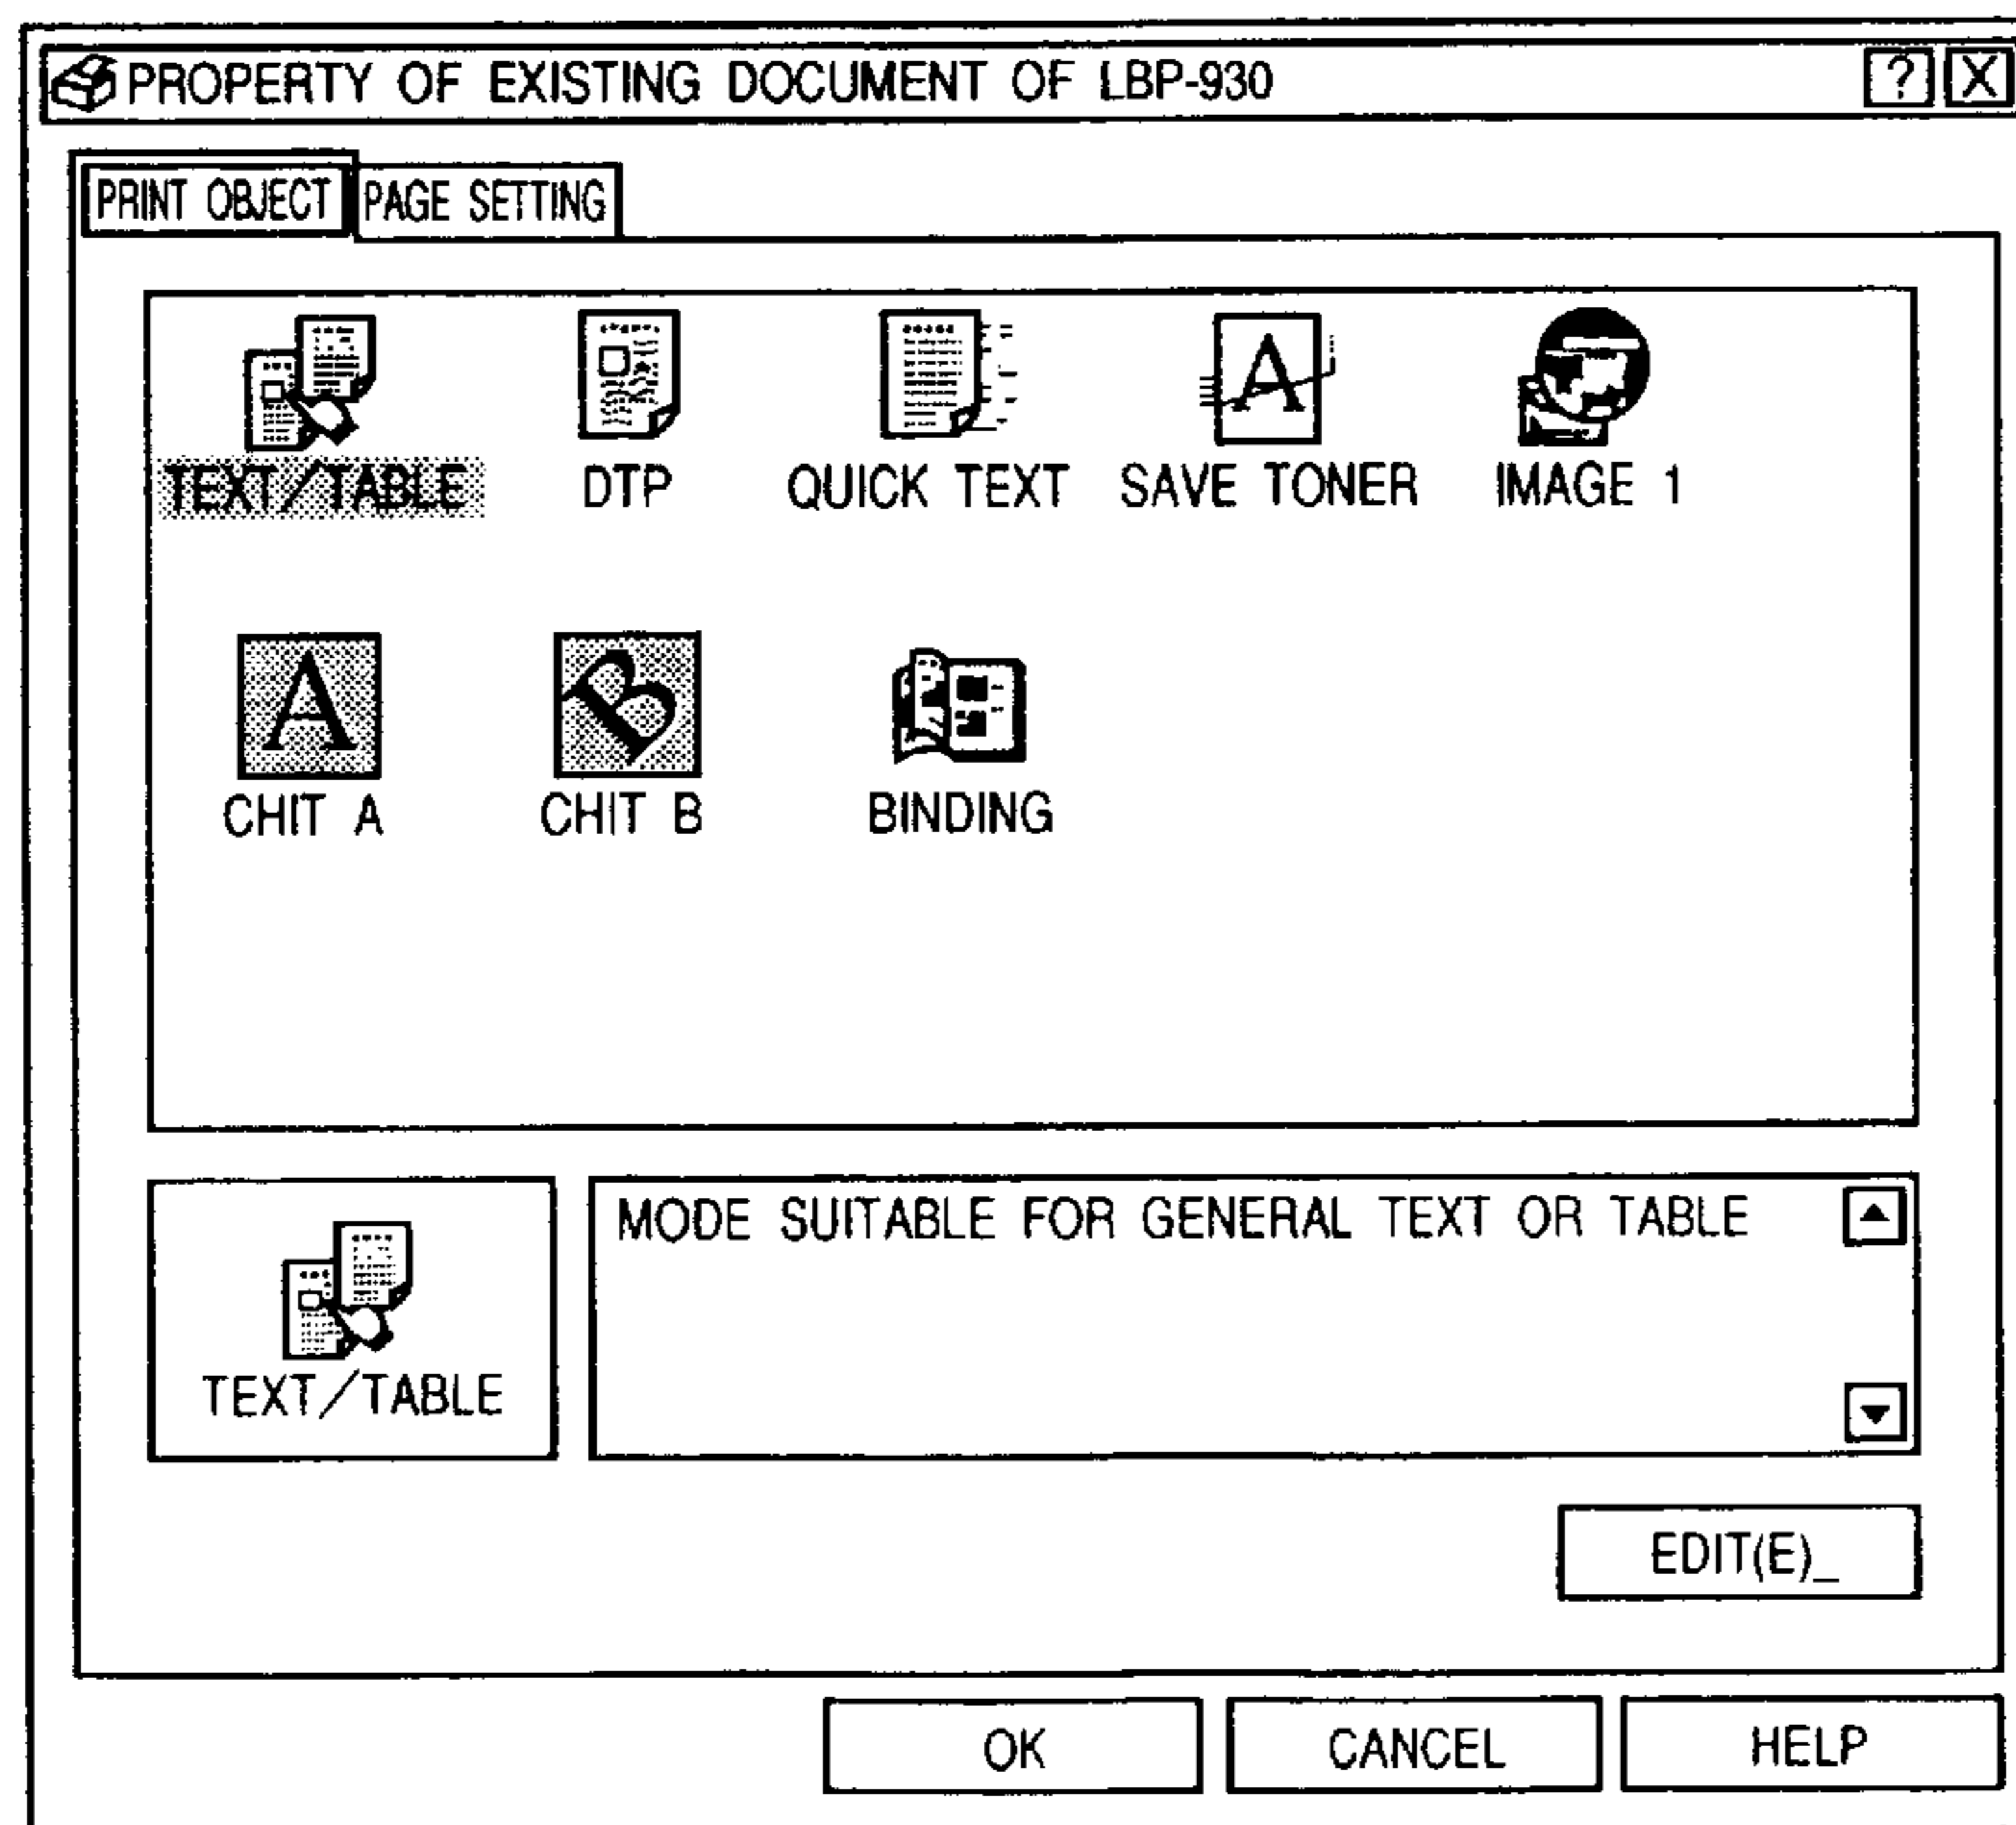 PROPERTY OF EXISTING DOCUMENT OF LBP-930 ? X
PRINT OBJECT PAGE SETTING
TEXT/TABLE DTP QUICK TEXT SAVE TONER IMAGE 1
CHIT A CHIT B BINDING
MODE SUITABLE FOR GENERAL TEXT OR TABLE
TEXT/TABLE
EDIT(E)_
OK CANCEL HELP